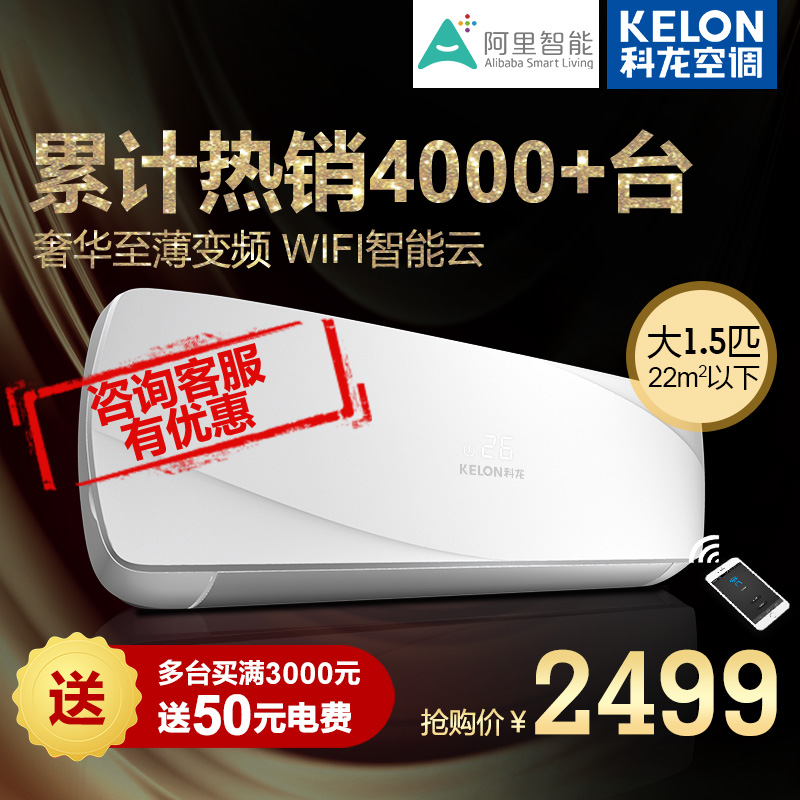 阿里智能
Alibaba Smart Living
KELON
科龙空调
累计热销4000+台
奢华至薄变频 WIFI智能云
大1.5匹
22m²以下
咨询客服
有优惠
26
KELON科龙
送
多台买满3000元
送50元电费
抢购价¥2499